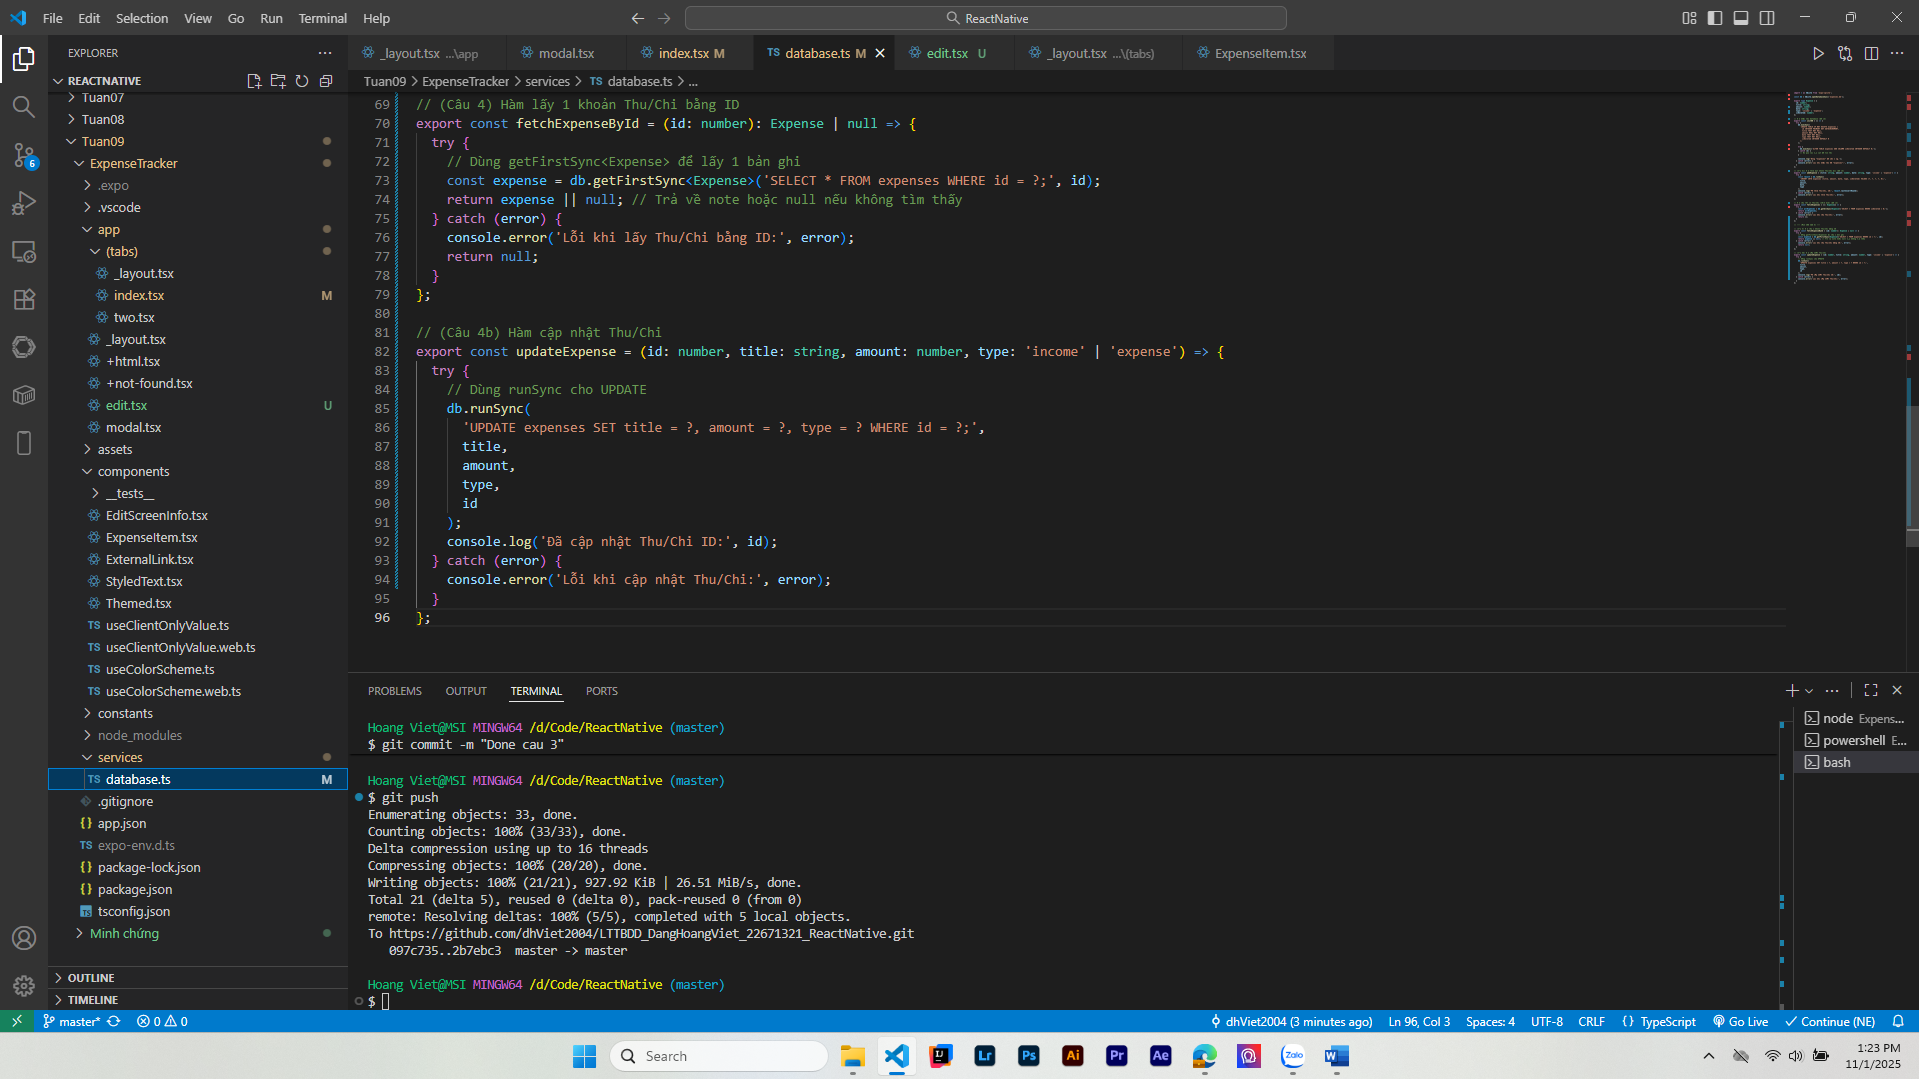 File Edit Selection View Go Run Terminal Help
ReactNative
EXPLORER
_layout.tsx ...\app
modal.tsx
index.tsx M
TS database.ts M
edit.tsx U
_layout.tsx ...\(tabs)
ExpenseItem.tsx
REACTNATIVE
Tuan09 > ExpenseTracker > services > TS database.ts > ...
Tuan07
Tuan08
Tuan09
ExpenseTracker
.expo
.vscode
app
(tabs)
_layout.tsx
index.tsx M
two.tsx
_layout.tsx
+html.tsx
+not-found.tsx
edit.tsx U
modal.tsx
assets
components
__tests__
EditScreenInfo.tsx
ExpenseItem.tsx
ExternalLink.tsx
StyledText.tsx
Themed.tsx
TS useClientOnlyValue.ts
TS useClientOnlyValue.web.ts
TS useColorScheme.ts
TS useColorScheme.web.ts
constants
node_modules
services
TS database.ts M
.gitignore
{} app.json
TS expo-env.d.ts
{} package-lock.json
{} package.json
tsconfig.json
Minh chứng
OUTLINE
TIMELINE
69 // (Câu 4) Hàm lấy 1 khoản Thu/Chi bằng ID
70 export const fetchExpenseById = (id: number): Expense | null => {
71 try {
72 // Dùng getFirstSync<Expense> để lấy 1 bản ghi
73 const expense = db.getFirstSync<Expense>('SELECT * FROM expenses WHERE id = ?;', id);
74 return expense || null; // Trả về note hoặc null nếu không tìm thấy
75 } catch (error) {
76 console.error('Lỗi khi lấy Thu/Chi bằng ID:', error);
77 return null;
78 }
79 };
80
81 // (Câu 4b) Hàm cập nhật Thu/Chi
82 export const updateExpense = (id: number, title: string, amount: number, type: 'income' | 'expense') => {
83 try {
84 // Dùng runSync cho UPDATE
85 db.runSync(
86 'UPDATE expenses SET title = ?, amount = ?, type = ? WHERE id = ?;',
87 title,
88 amount,
89 type,
90 id
91 );
92 console.log('Đã cập nhật Thu/Chi ID:', id);
93 } catch (error) {
94 console.error('Lỗi khi cập nhật Thu/Chi:', error);
95 }
96 };
PROBLEMS OUTPUT TERMINAL PORTS
Hoang Viet@MSI MINGW64 /d/Code/ReactNative (master)
$ git commit -m "Done cau 3"
Hoang Viet@MSI MINGW64 /d/Code/ReactNative (master)
$ git push
Enumerating objects: 33, done.
Counting objects: 100% (33/33), done.
Delta compression using up to 16 threads
Compressing objects: 100% (20/20), done.
Writing objects: 100% (21/21), 927.92 KiB | 26.51 MiB/s, done.
Total 21 (delta 5), reused 0 (delta 0), pack-reused 0 (from 0)
remote: Resolving deltas: 100% (5/5), completed with 5 local objects.
To https://github.com/dhViet2004/LTTBDD_DangHoangViet_22671321_ReactNative.git
097c735..2b7ebc3 master -> master
Hoang Viet@MSI MINGW64 /d/Code/ReactNative (master)
$
node Expens...
powershell E...
bash
6
master* 0 0
dhViet2004 (3 minutes ago) Ln 96, Col 3 Spaces: 4 UTF-8 CRLF {} TypeScript Go Live Continue (NE)
Search
IJ
Lr
Ps
Ai
Pr
Ae
Zalo
W
1:23 PM
11/1/2025